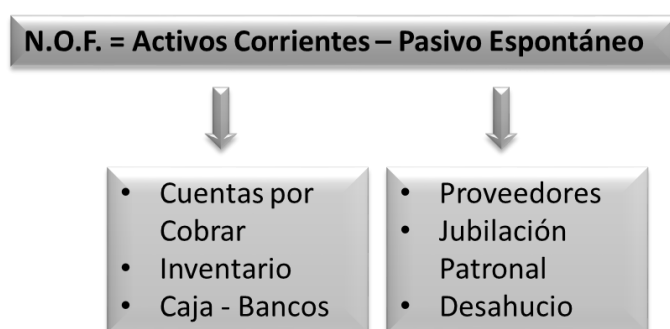 N.O.F. = Activos Corrientes – Pasivo Espontáneo
• Cuentas por
Cobrar
• Inventario
• Caja - Bancos
• Proveedores
• Jubilación
Patronal
• Desahucio